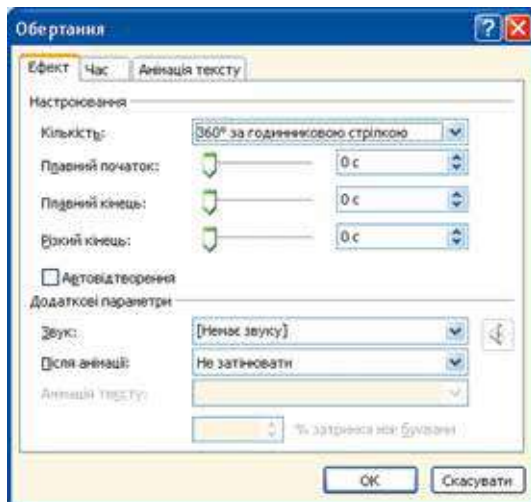 Обертання
Ефект Час Анімація тексту
Настроювання
Кількість: 360° за годинниковою стрілкою
Плавний початок: 0 с
Плавний кінець: 0 с
Різкий кінець: 0 с
Автовідтворення
Додаткові параметри
Звук: [Немає звуку]
Після анімації: Не затінювати
Анімація тексту:
% затримка між буквами
ОК Скасувати